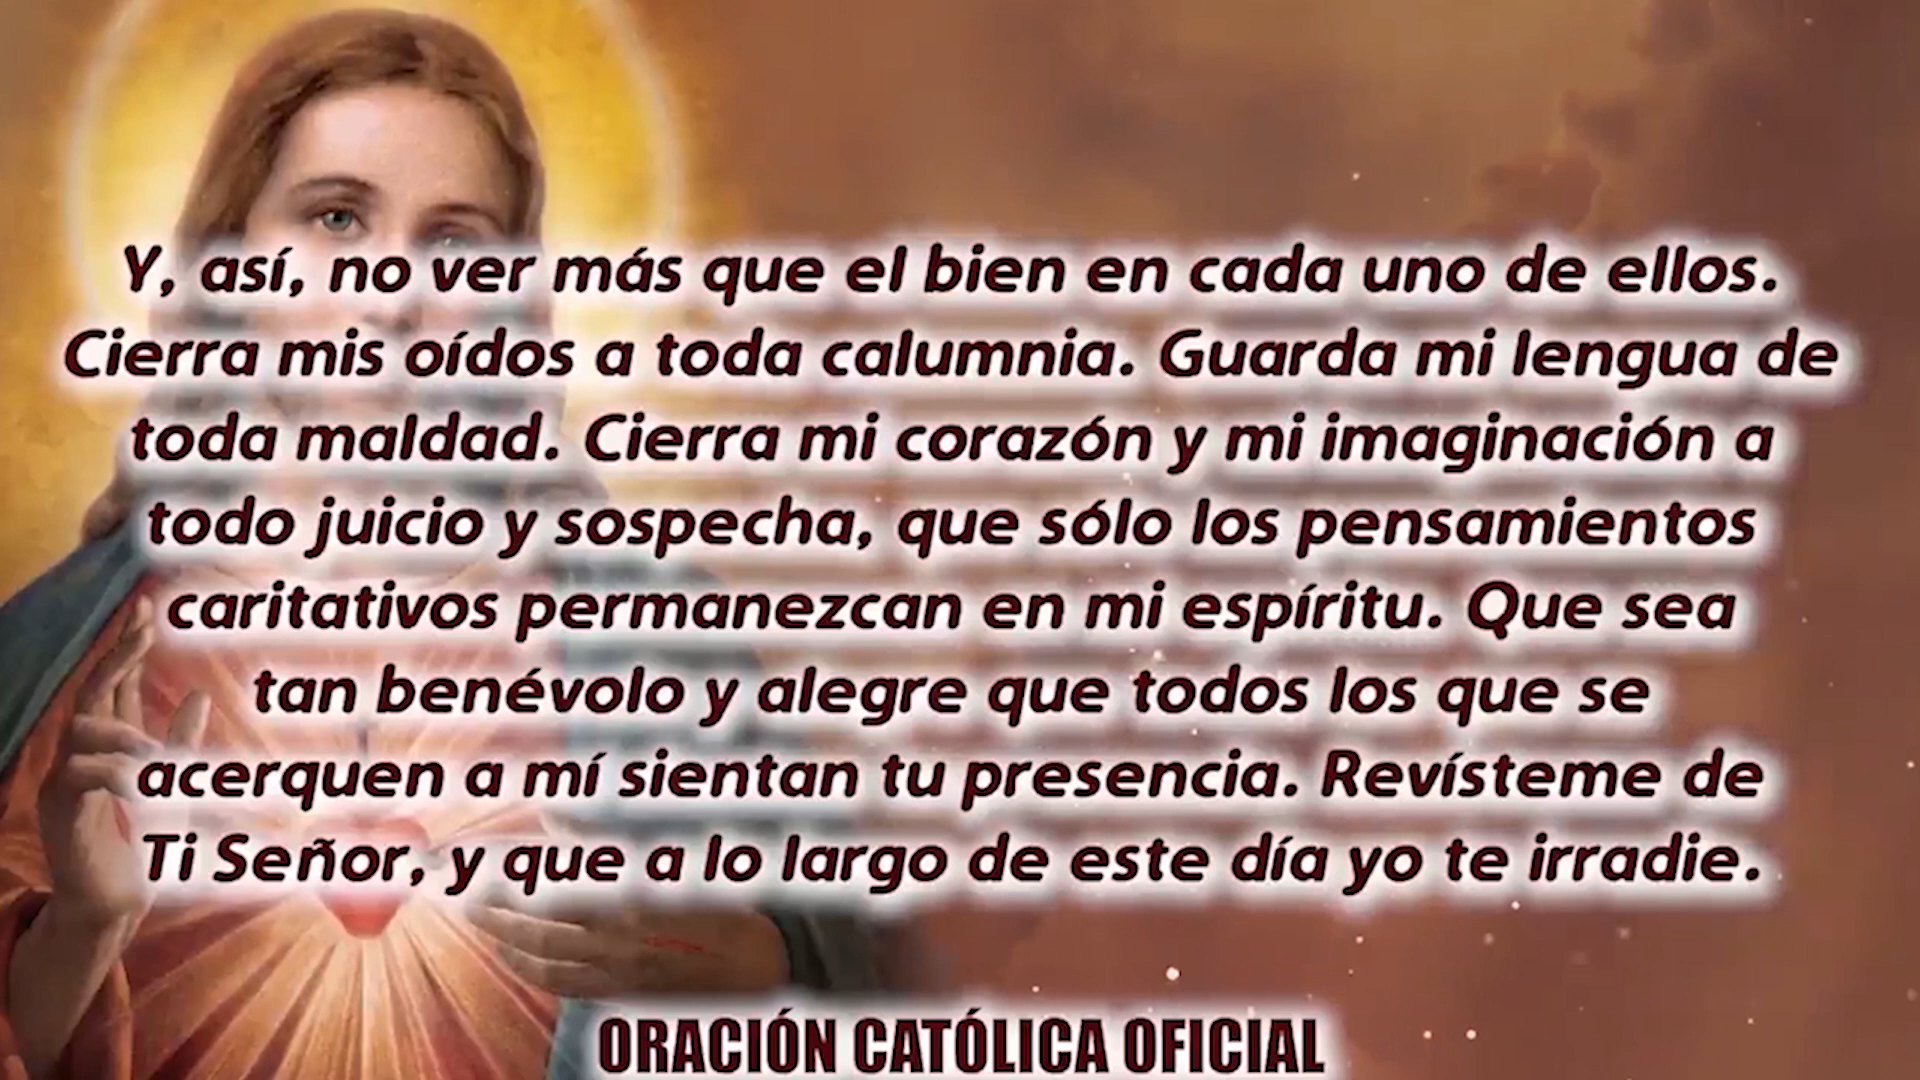 Y, así, no ver más que el bien en cada uno de ellos.
Cierra mis oídos a toda calumnia. Guarda mi lengua de
toda maldad. Cierra mi corazón y mi imaginación a
todo juicio y sospecha, que sólo los pensamientos
caritativos permanezcan en mi espíritu. Que sea
tan benévolo y alegre que todos los que se
acerquen a mí sientan tu presencia. Revísteme de
Ti Señor, y que a lo largo de este día yo te irradie.
ORACIÓN CATÓLICA OFICIAL